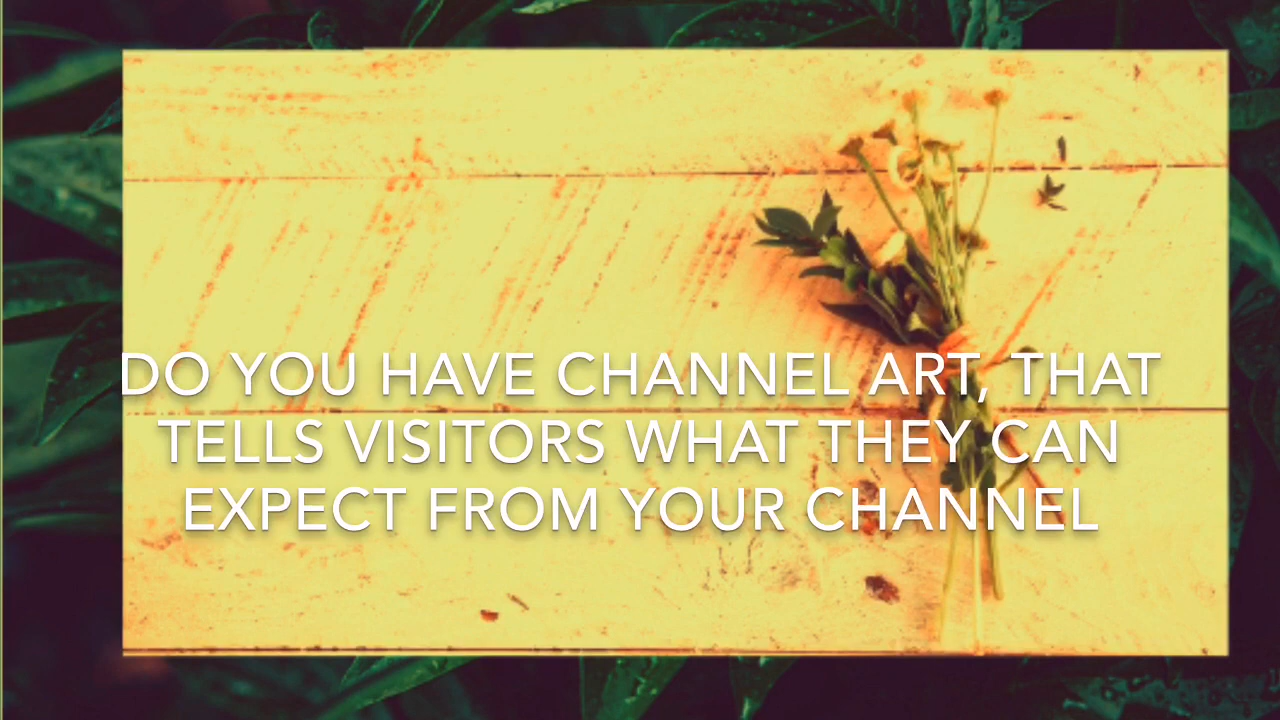 DO YOU HAVE CHANNEL ART, THAT
TELLS VISITORS WHAT THEY CAN
EXPECT FROM YOUR CHANNEL